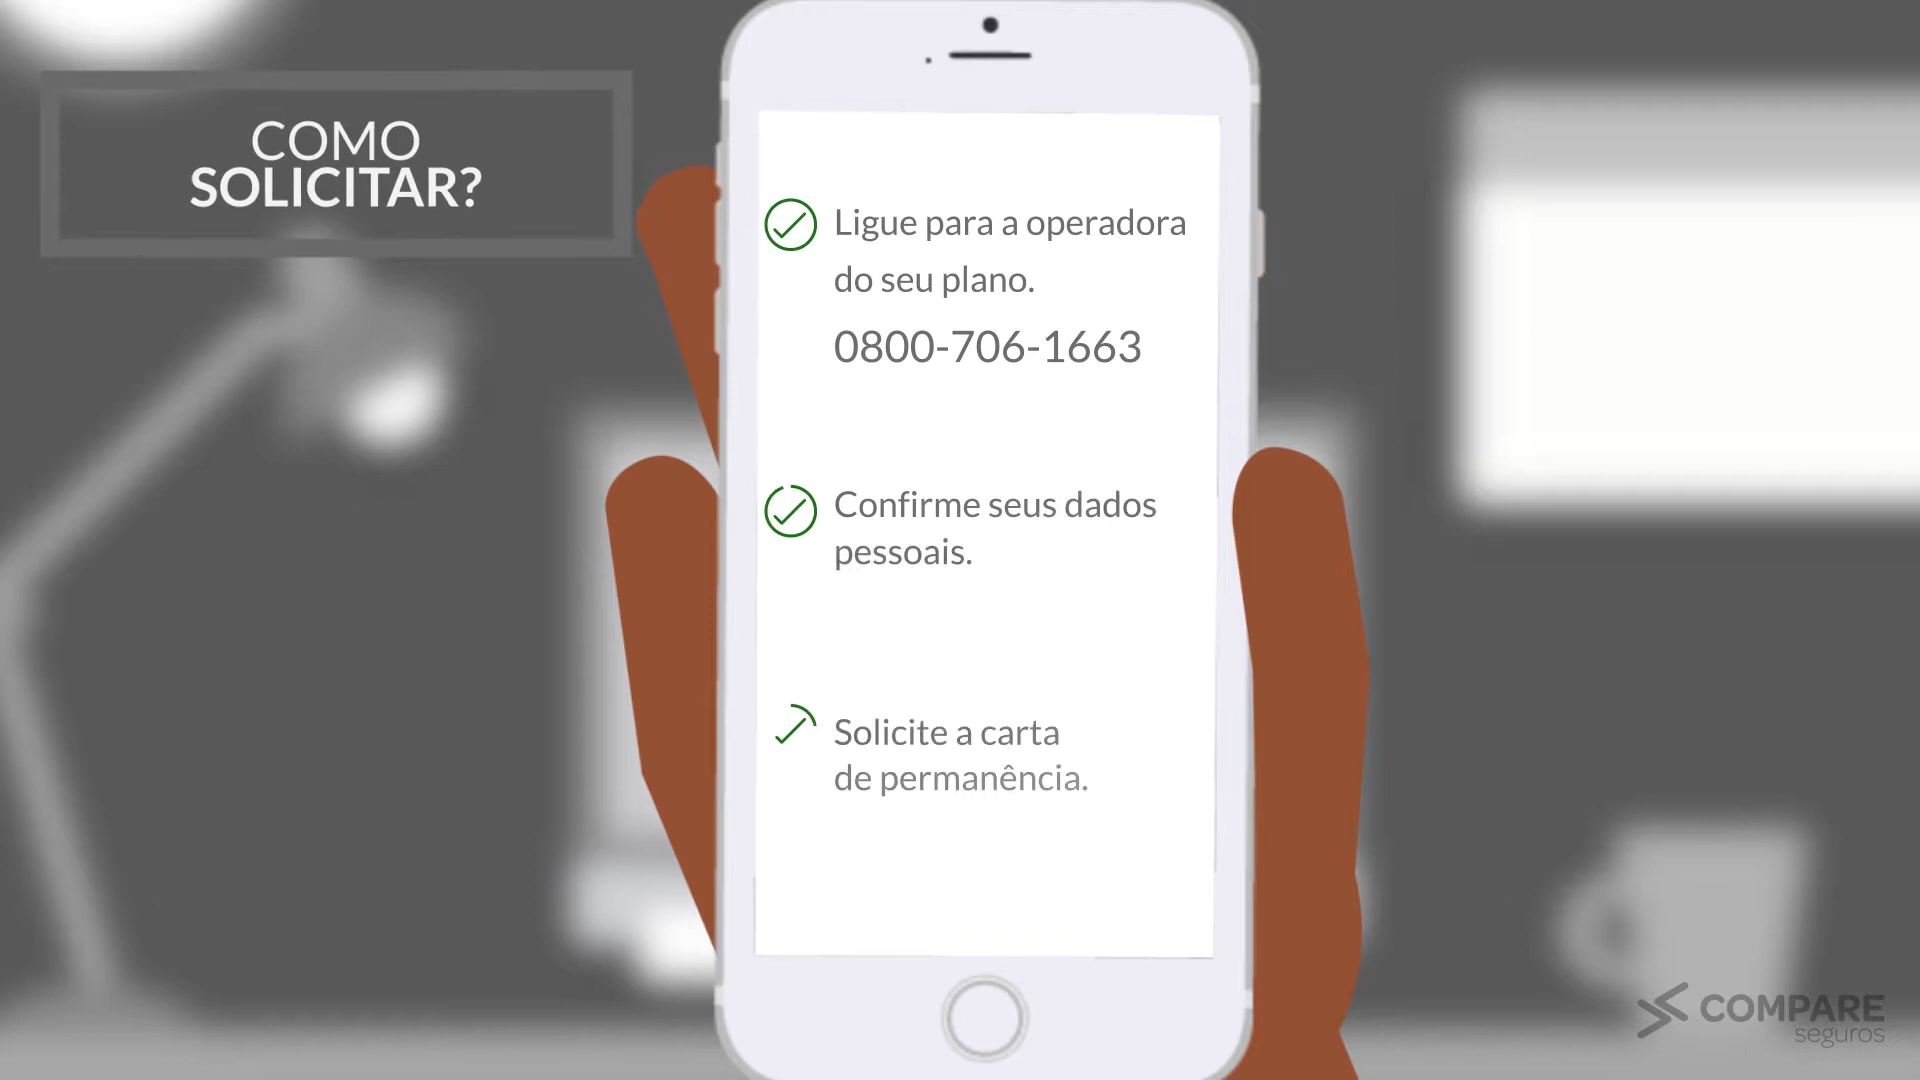 COMO
SOLICITAR?
Ligue para a operadora
do seu plano.
0800-706-1663
Confirme seus dados
pessoais.
Solicite a carta
de permanência.
COMPARE
seguros